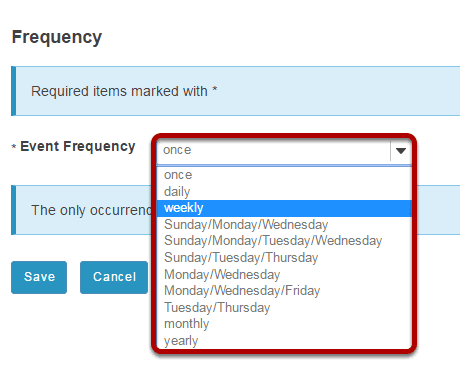 Frequency
Required items marked with *
* Event Frequency once
once
daily
weekly
Sunday/Monday/Wednesday
Sunday/Monday/Tuesday/Wednesday
Sunday/Tuesday/Thursday
Monday/Wednesday
Monday/Wednesday/Friday
Tuesday/Thursday
monthly
yearly
The only occurrenc
Save Cancel